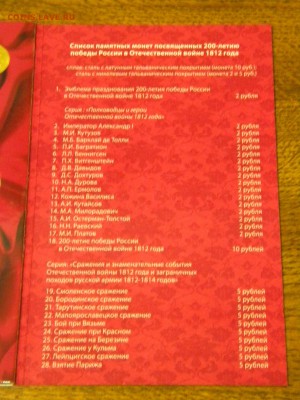 Список памятных монет посвященных 200-летию
победы России в Отечественной войне 1812 года
сплав: сталь с латунным гальваническим покрытием (монета 10 руб.)
сталь с никелевым гальваническим покрытием (монета 2 и 5 руб.)
1. Эмблема празднования 200-летия победы России
в Отечественной войне 1812 года 2 рубля
Серия: «Полководцы и герои
Отечественной войны 1812 года»
2. Император Александр I 2 рубля
3. М.И. Кутузов 2 рубля
4. М.Б. Барклай де Толли 2 рубля
5. П.И. Багратион 2 рубля
6. Л.Л. Беннигсен 2 рубля
7. П.Х. Витгенштейн 2 рубля
8. Д.В. Давыдов 2 рубля
9. Д.С. Дохтуров 2 рубля
10. Н.А. Дурова 2 рубля
11. А.П. Ермолов 2 рубля
12. Кожина Василиса 2 рубля
13. А.И. Кутайсов 2 рубля
14. М.А. Милорадович 2 рубля
15. А.И. Остерман-Толстой 2 рубля
16. Н.Н. Раевский 2 рубля
17. М.И. Платов 2 рубля
18. 200-летие победы России
в Отечественной войне 1812 года 10 рублей
Серия: «Сражения и знаменательные события
Отечественной войны 1812 года и заграничных
походов русской армии 1812-1814 годов»
19. Смоленское сражение 5 рублей
20. Бородинское сражение 5 рублей
21. Тарутинское сражение 5 рублей
22. Малоярославецкое сражение 5 рублей
23. Бой при Вязьме 5 рублей
24. Сражение при Красном 5 рублей
25. Сражение на Березине 5 рублей
26. Сражение у Кульма 5 рублей
27. Лейпцигское сражение 5 рублей
28. Взятие Парижа 5 рублей